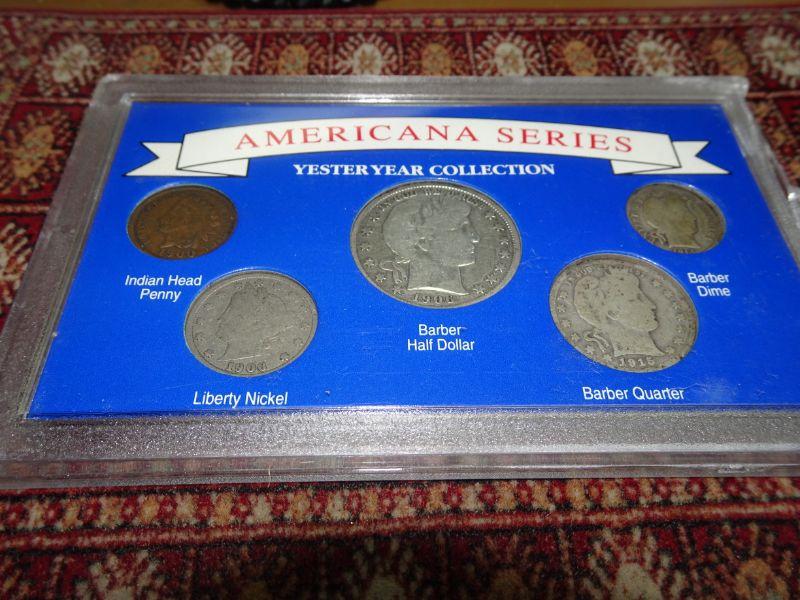 AMERICANA SERIES
YESTERYEAR COLLECTION
Indian Head
Penny
Liberty Nickel
Barber
Half Dollar
Barber Quarter
Barber
Dime